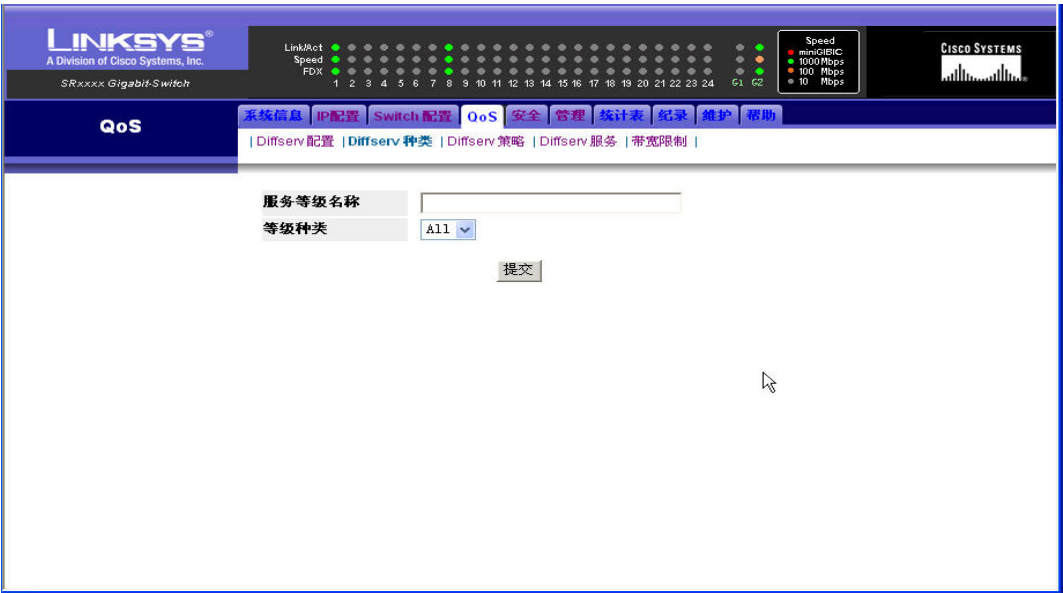 LINKSYS®
A Division of Cisco Systems, Inc.
SRxxxx Gigabit-Switch
Link/Act
Speed
FDX
1 2 3 4 5 6 7 8 9 10 11 12 13 14 15 16 17 18 19 20 21 22 23 24 G1 G2
Speed
miniGIBIC
1000Mbps
100 Mbps
10 Mbps
CISCO SYSTEMS
QoS
系统信息 IP配置 Switch 配置 QoS 安全 管理 统计表 纪录 维护 帮助
| Diffserv 配置 | Diffserv 种类 | Diffserv 策略 | Diffserv 服务 | 带宽限制 |
服务等级名称
等级种类 All
提交